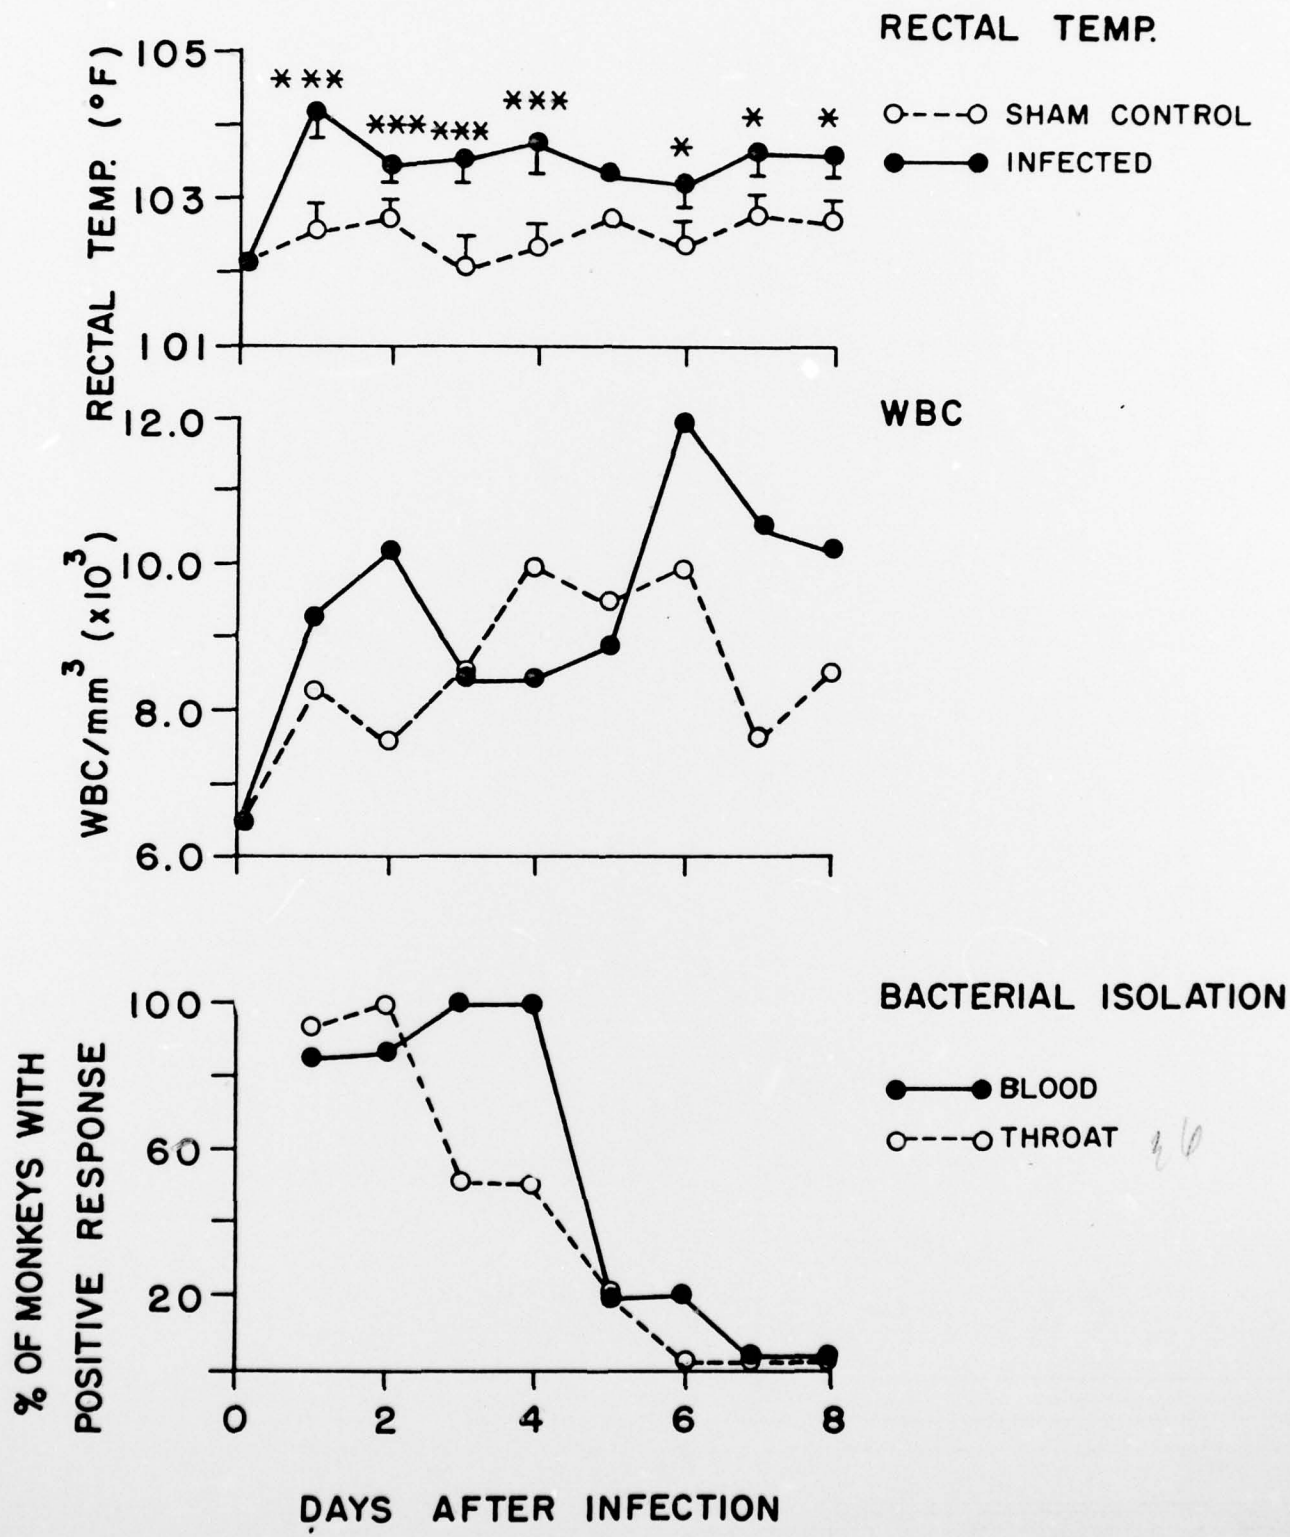 RECTAL TEMP.
SHAM CONTROL
INFECTED
RECTAL TEMP. (°F)
105
103
101
* ***
***
***
***
*
*
*
WBC
WBC/mm³ (x10³)
12.0
10.0
8.0
6.0
BACTERIAL ISOLATION
BLOOD
THROAT
% OF MONKEYS WITH
POSITIVE RESPONSE
100
60
20
0 2 4 6 8
DAYS AFTER INFECTION